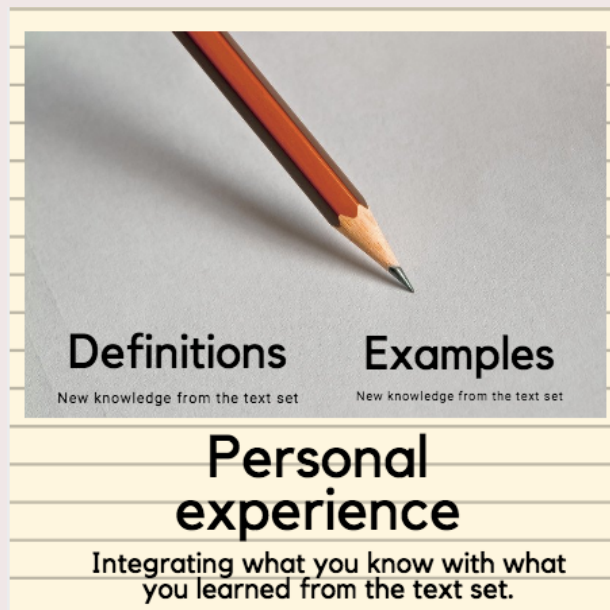 Definitions
New knowledge from the text set
Examples
New knowledge from the text set
Personal
experience
Integrating what you know with what
you learned from the text set.